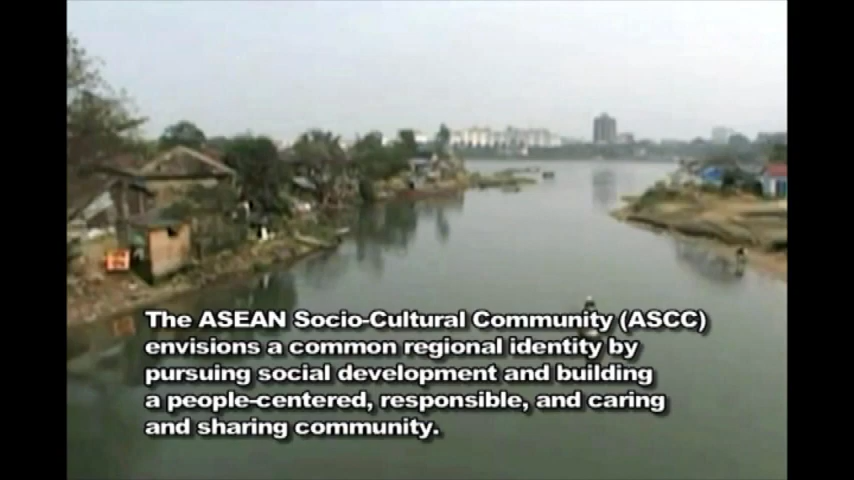 The ASEAN Socio-Cultural Community (ASCC)
envisions a common regional identity by
pursuing social development and building
a people-centered, responsible, and caring
and sharing community.